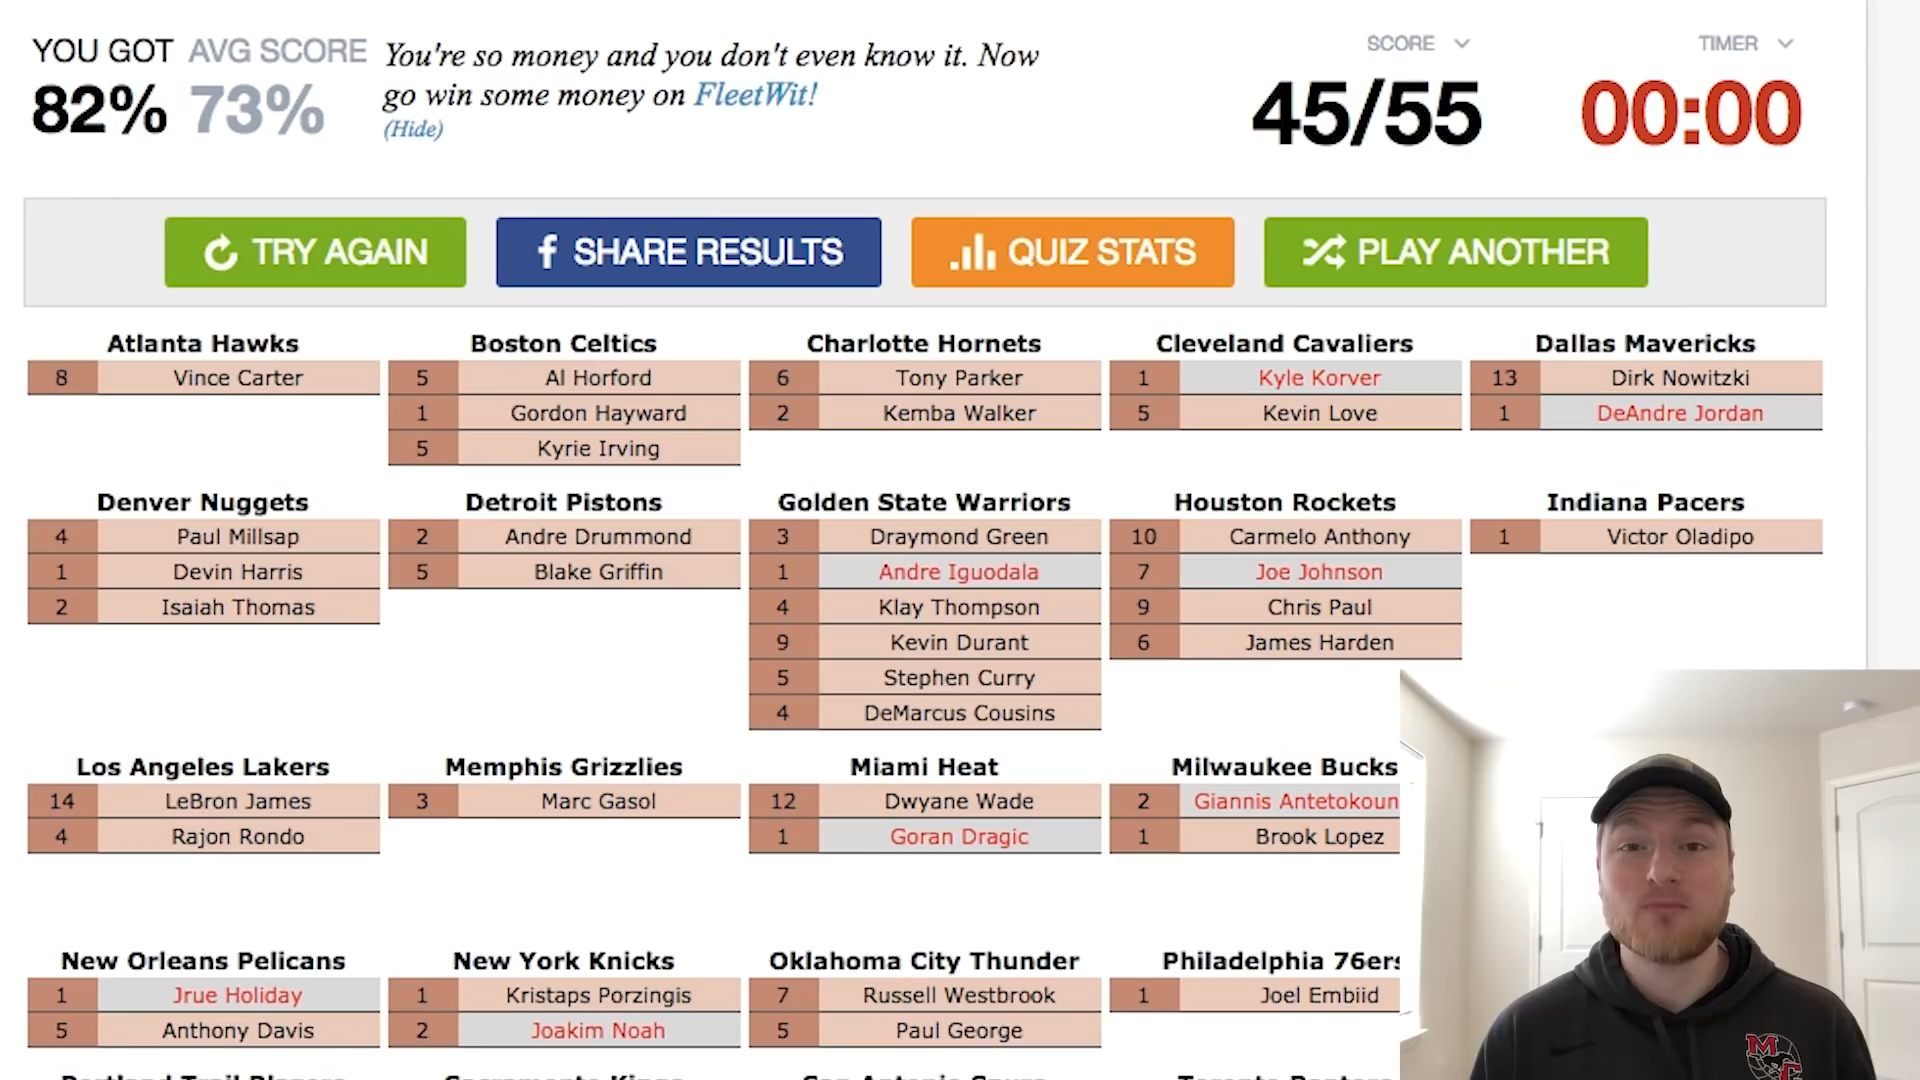 YOU GOT AVG SCORE
82% 73%
You're so money and you don't even know it. Now
go win some money on FleetWit!
(Hide)
SCORE TIMER
45/55 00:00
TRY AGAIN SHARE RESULTS QUIZ STATS PLAY ANOTHER
Atlanta Hawks
8 Vince Carter
Boston Celtics
5 Al Horford
1 Gordon Hayward
5 Kyrie Irving
Charlotte Hornets
6 Tony Parker
2 Kemba Walker
Cleveland Cavaliers
1 Kyle Korver
5 Kevin Love
Dallas Mavericks
13 Dirk Nowitzki
1 DeAndre Jordan
Denver Nuggets
4 Paul Millsap
1 Devin Harris
2 Isaiah Thomas
Detroit Pistons
2 Andre Drummond
5 Blake Griffin
Golden State Warriors
3 Draymond Green
1 Andre Iguodala
4 Klay Thompson
9 Kevin Durant
5 Stephen Curry
4 DeMarcus Cousins
Houston Rockets
10 Carmelo Anthony
7 Joe Johnson
9 Chris Paul
6 James Harden
Indiana Pacers
1 Victor Oladipo
Los Angeles Lakers
14 LeBron James
4 Rajon Rondo
Memphis Grizzlies
3 Marc Gasol
Miami Heat
12 Dwyane Wade
1 Goran Dragic
Milwaukee Bucks
2 Giannis Antetokoun
1 Brook Lopez
New Orleans Pelicans
1 Jrue Holiday
5 Anthony Davis
New York Knicks
1 Kristaps Porzingis
2 Joakim Noah
Oklahoma City Thunder
7 Russell Westbrook
5 Paul George
Philadelphia 76ers
1 Joel Embiid